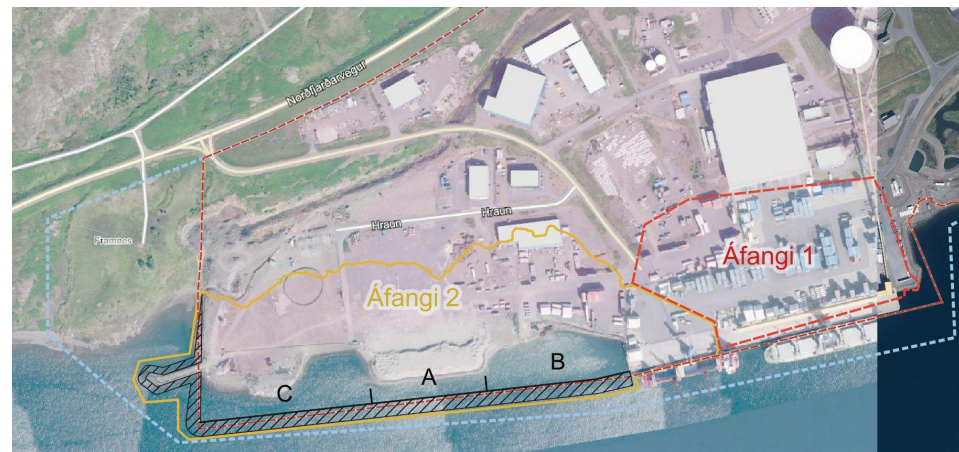 Norðfjarðarvegur
Hraun
Hraun
Framnes
Áfangi 1
Áfangi 2
C
A
B